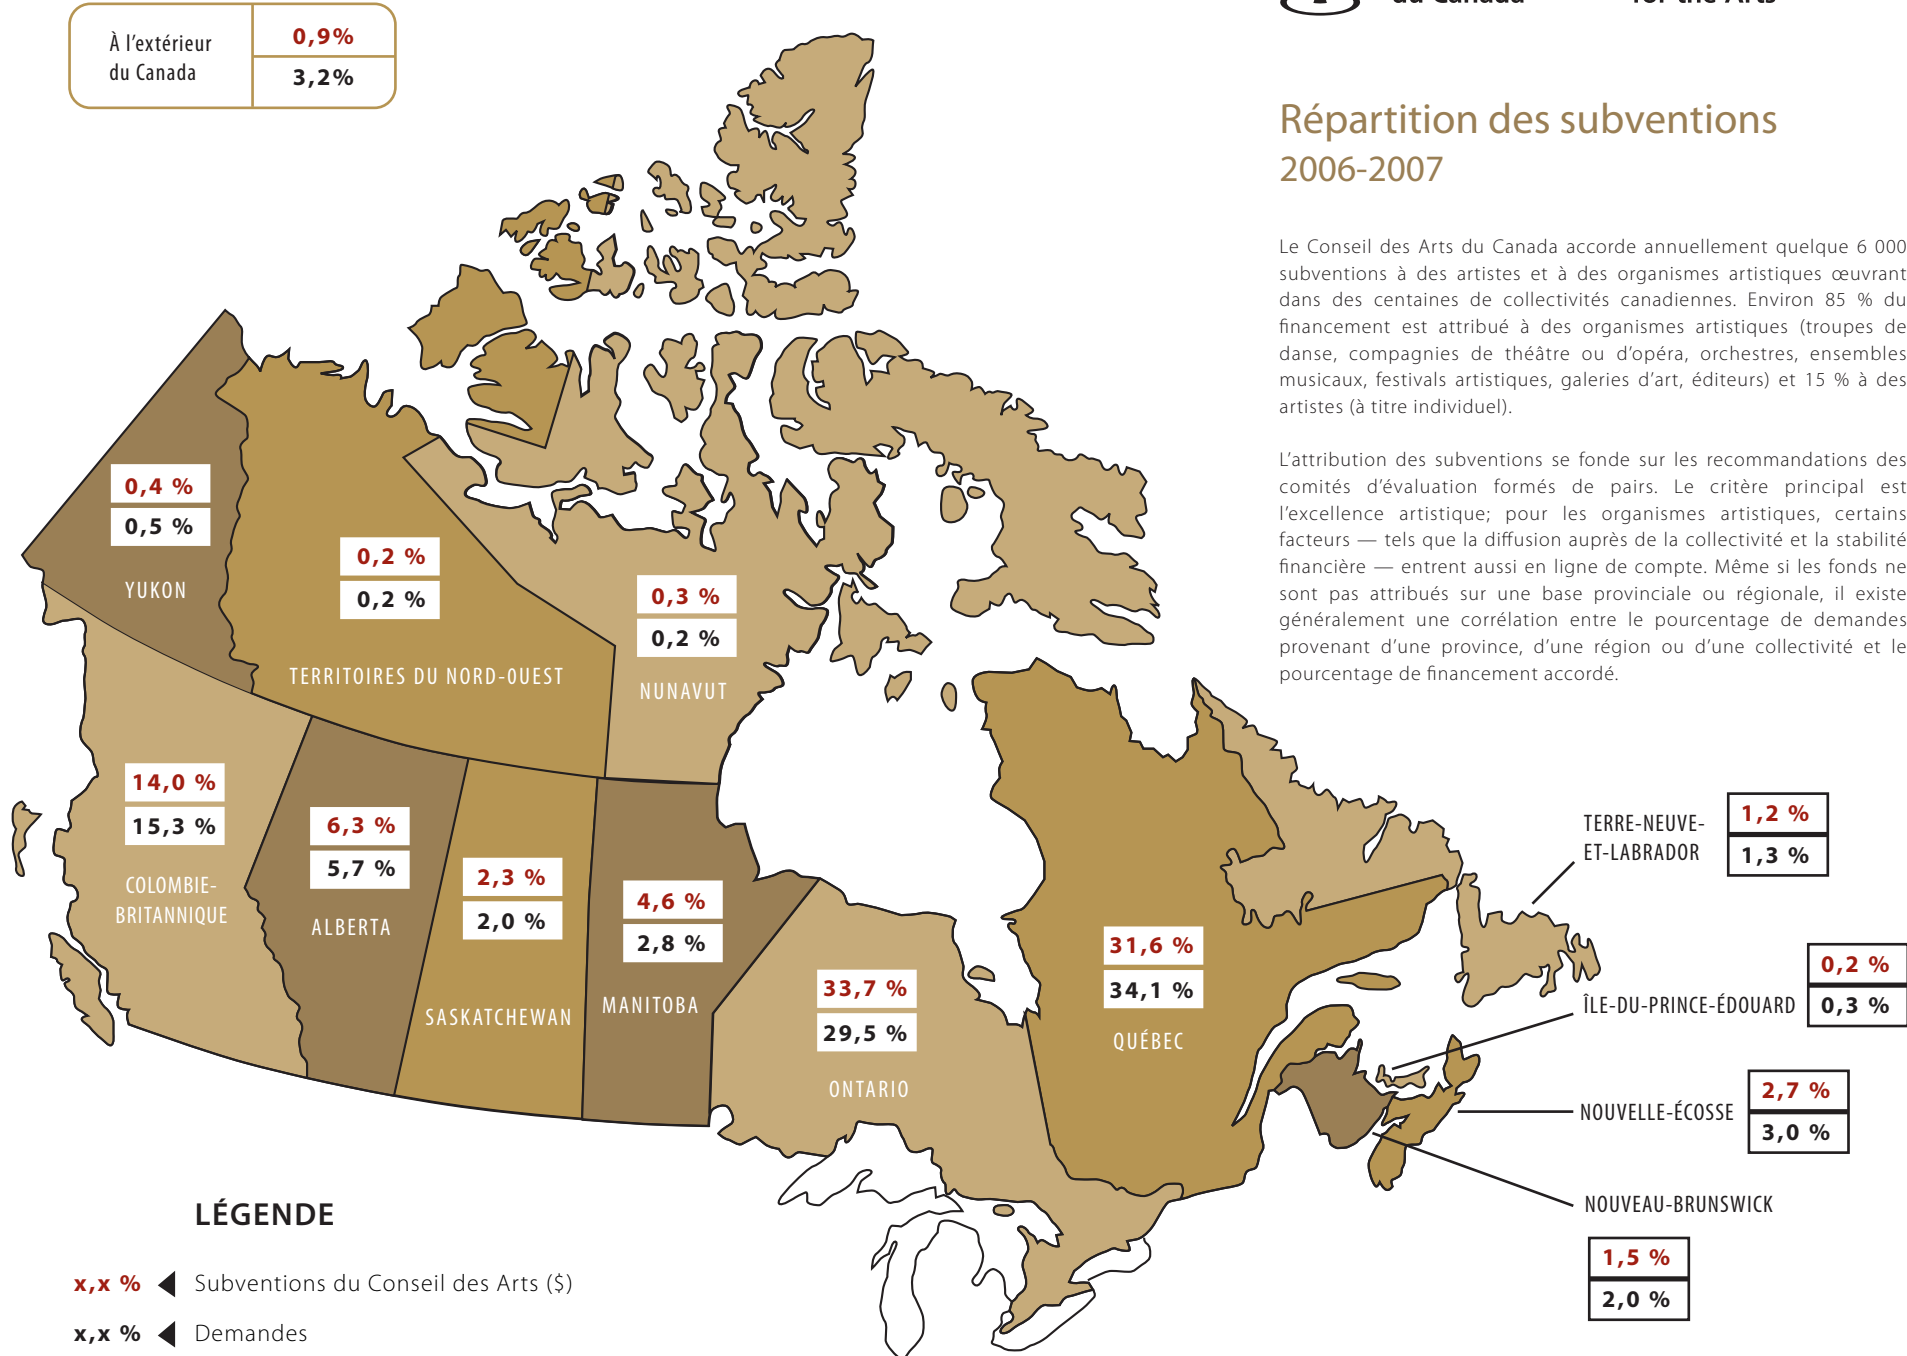 du Canada
for the Arts
À l'extérieur
du Canada
0,9%
3,2%
Répartition des subventions
2006-2007
Le Conseil des Arts du Canada accorde annuellement quelque 6 000
subventions à des artistes et à des organismes artistiques œuvrant
dans des centaines de collectivités canadiennes. Environ 85 % du
financement est attribué à des organismes artistiques (troupes de
danse, compagnies de théâtre ou d'opéra, orchestres, ensembles
musicaux, festivals artistiques, galeries d'art, éditeurs) et 15 % à des
artistes (à titre individuel).
L'attribution des subventions se fonde sur les recommandations des
comités d'évaluation formés de pairs. Le critère principal est
l'excellence artistique; pour les organismes artistiques, certains
facteurs — tels que la diffusion auprès de la collectivité et la stabilité
financière — entrent aussi en ligne de compte. Même si les fonds ne
sont pas attribués sur une base provinciale ou régionale, il existe
généralement une corrélation entre le pourcentage de demandes
provenant d'une province, d'une région ou d'une collectivité et le
pourcentage de financement accordé.
0,4 %
0,5 %
YUKON
0,2 %
0,2 %
TERRITOIRES DU NORD-OUEST
0,3 %
0,2 %
NUNAVUT
14,0 %
15,3 %
COLOMBIE-
BRITANNIQUE
6,3 %
5,7 %
ALBERTA
2,3 %
2,0 %
SASKATCHEWAN
4,6 %
2,8 %
MANITOBA
33,7 %
29,5 %
ONTARIO
31,6 %
34,1 %
QUÉBEC
TERRE-NEUVE-
ET-LABRADOR
1,2 %
1,3 %
ÎLE-DU-PRINCE-ÉDOUARD
0,2 %
0,3 %
NOUVELLE-ÉCOSSE
2,7 %
3,0 %
NOUVEAU-BRUNSWICK
1,5 %
2,0 %
LÉGENDE
x,x % Subventions du Conseil des Arts ($)
x,x % Demandes